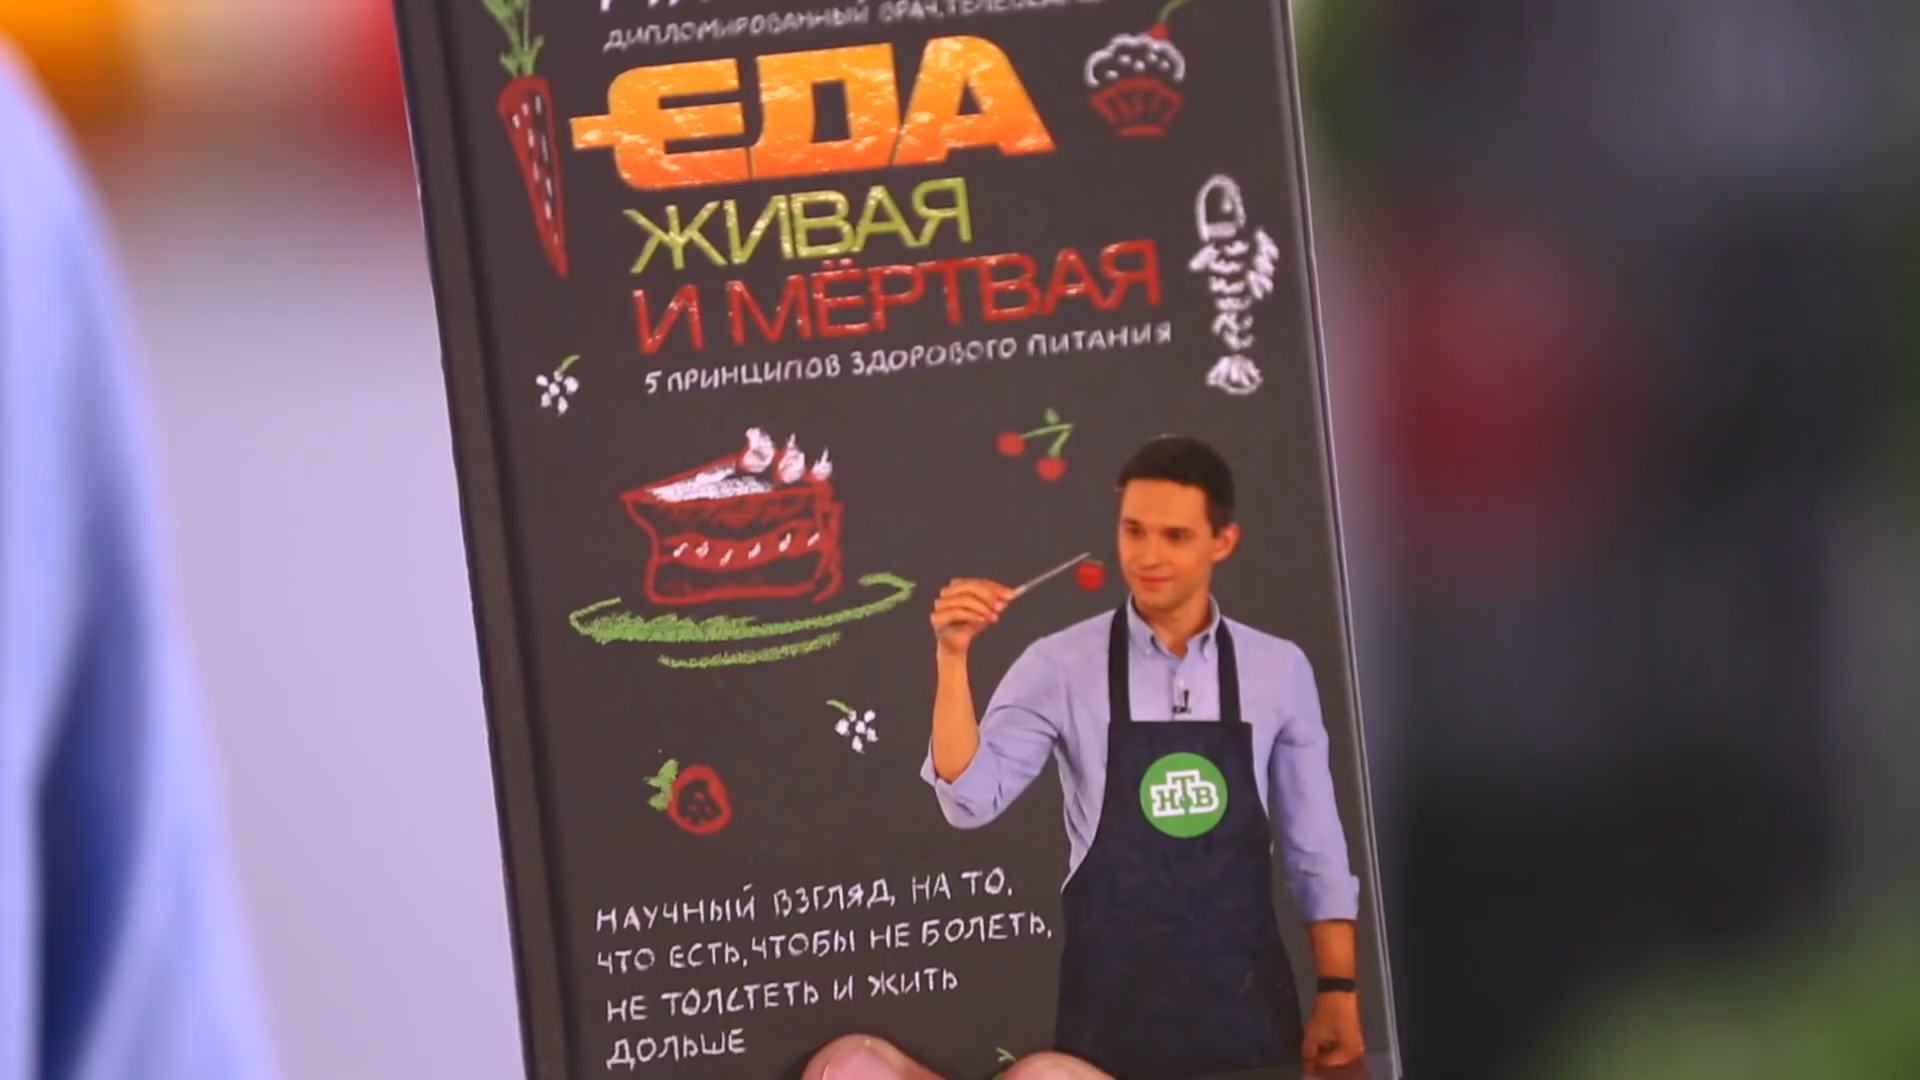 ДИПЛОМИРОВАННЫЙ ВРАЧ,
ЕДА
ЖИВАЯ
И МЁРТВАЯ
5 ПРИНЦИПОВ ЗДОРОВОГО ПИТАНИЯ
НТВ
НАУЧНЫЙ ВЗГЛЯД НА ТО,
ЧТО ЕСТЬ, ЧТОБЫ НЕ БОЛЕТЬ,
НЕ ТОЛСТЕТЬ И ЖИТЬ
ДОЛЬШЕ